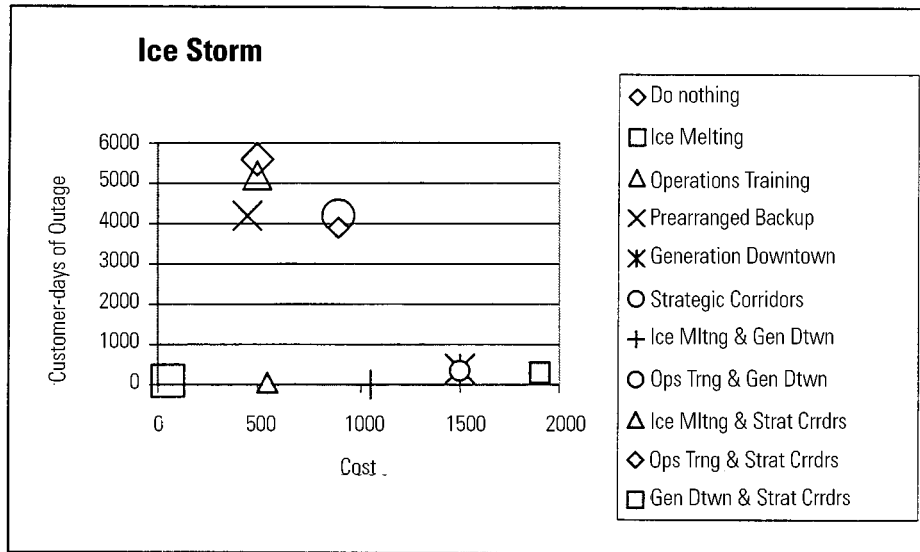 Ice Storm
Customer-days of Outage
6000
5000
4000
3000
2000
1000
0
0 500 1000 1500 2000
Cost
Do nothing
Ice Melting
Operations Training
Prearranged Backup
Generation Downtown
Strategic Corridors
Ice Mltng & Gen Dtwn
Ops Trng & Gen Dtwn
Ice Mltng & Strat Crrdrs
Ops Trng & Strat Crrdrs
Gen Dtwn & Strat Crrdrs